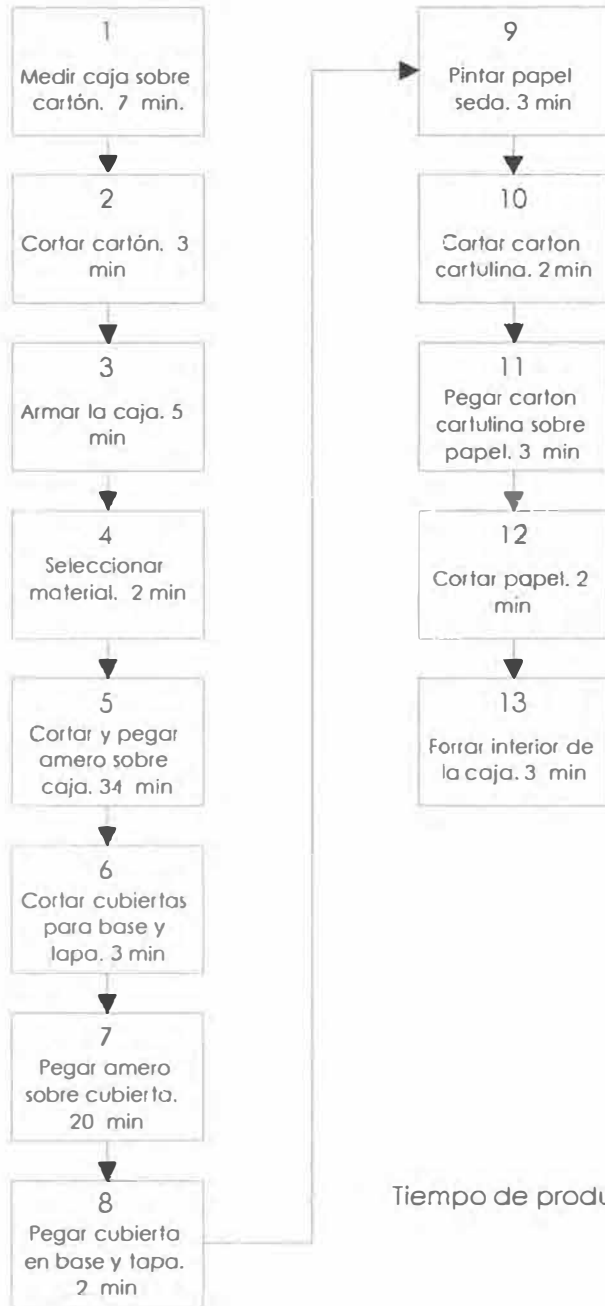 1
Medir caja sobre
cartón. 7 min.
2
Cortar cartón. 3
min
3
Armar la caja. 5
min
4
Seleccionar
material. 2 min
5
Cortar y pegar
amero sobre
caja. 34 min
6
Cortar cubiertas
para base y
tapa. 3 min
7
Pegar amero
sobre cubierta.
20 min
8
Pegar cubierta
en base y tapa.
2 min
9
Pintar papel
seda. 3 min
10
Cartar carton
cartulina. 2 min
11
Pegar carton
cartulina sobre
papel. 3 min
12
Cortar papel. 2
min
13
Forrar interior de
la caja. 3 min
Tiempo de produ